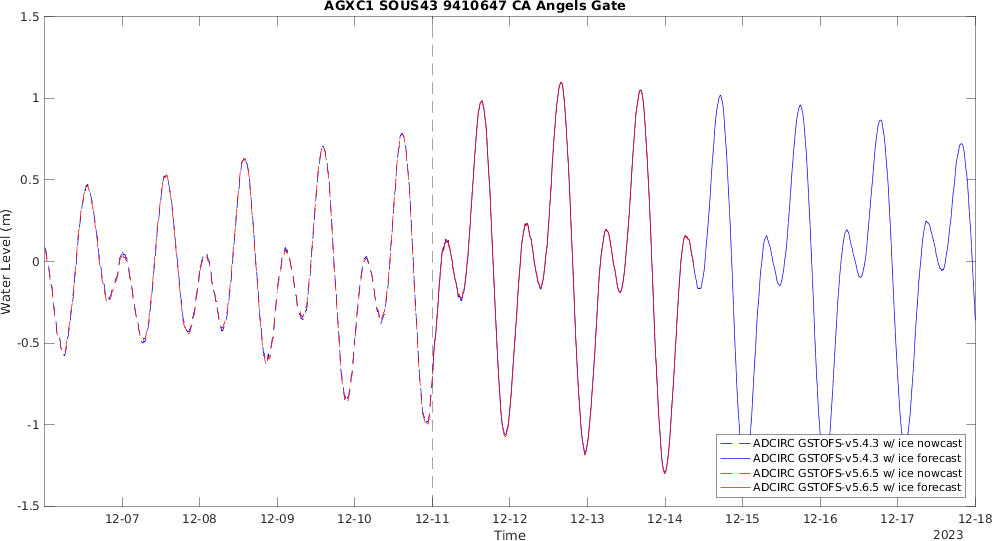 AGXC1 SOUS43 9410647 CA Angels Gate
1.5
1
0.5
0
-0.5
-1
-1.5
Water Level (m)
ADCIRC GSTOFS-v5.4.3 w/ ice nowcast
ADCIRC GSTOFS-v5.4.3 w/ ice forecast
ADCIRC GSTOFS-v5.6.5 w/ ice nowcast
ADCIRC GSTOFS-v5.6.5 w/ ice forecast
12-07 12-08 12-09 12-10 12-11 12-12 12-13 12-14 12-15 12-16 12-17 12-18
Time
2023